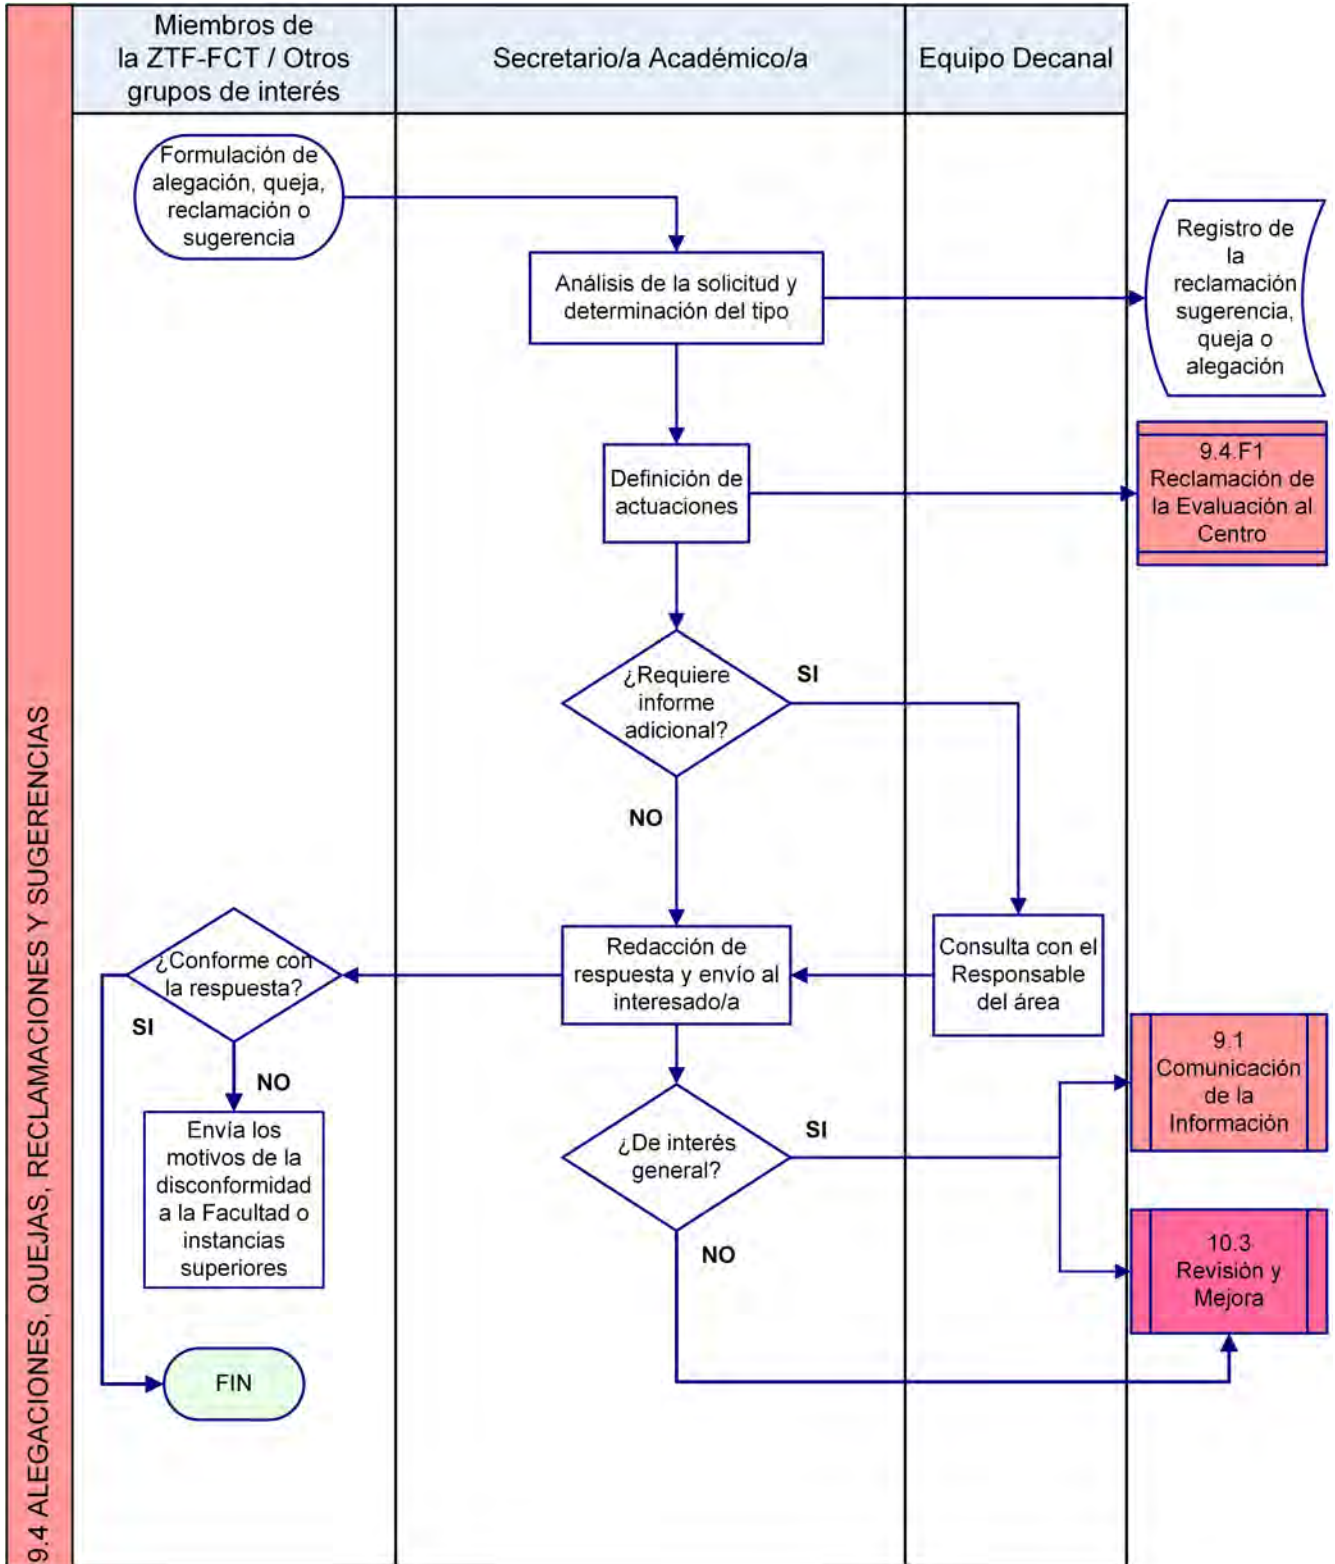 9.4 ALEGACIONES, QUEJAS, RECLAMACIONES Y SUGERENCIAS
Miembros de
la ZTF-FCT / Otros
grupos de interés
Secretario/a Académico/a
Equipo Decanal
Formulación de
alegación, queja,
reclamación o
sugerencia
Análisis de la solicitud y
determinación del tipo
Registro de
la
reclamación
sugerencia,
queja o
alegación
Definición de
actuaciones
9.4.F1
Reclamación de
la Evaluación al
Centro
¿Requiere
informe
adicional?
SI
NO
¿Conforme con
la respuesta?
Redacción de
respuesta y envío al
interesado/a
Consulta con el
Responsable
del área
SI
NO
9.1
Comunicación
de la
Información
Envía los
motivos de la
disconformidad
a la Facultad o
instancias
superiores
¿De interés
general?
SI
NO
10.3
Revisión y
Mejora
FIN